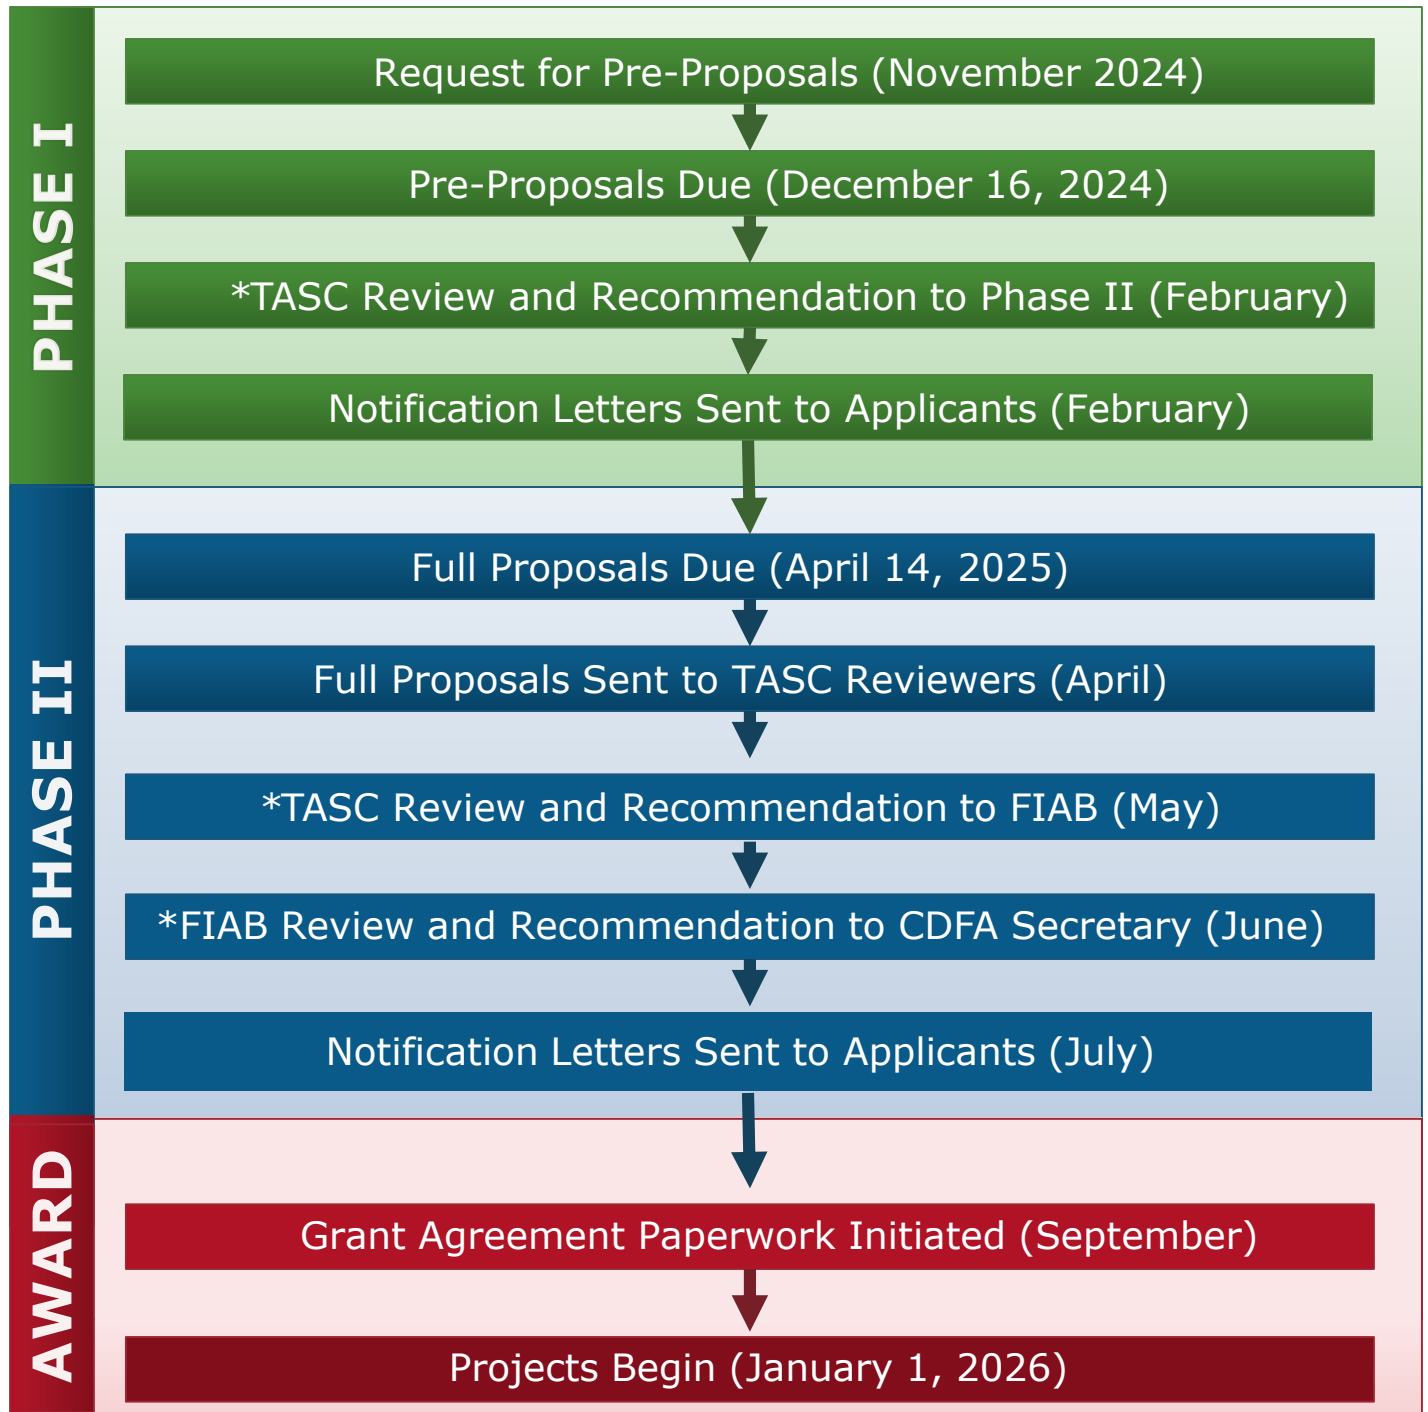 PHASE I
Request for Pre-Proposals (November 2024)
Pre-Proposals Due (December 16, 2024)
*TASC Review and Recommendation to Phase II (February)
Notification Letters Sent to Applicants (February)
PHASE II
Full Proposals Due (April 14, 2025)
Full Proposals Sent to TASC Reviewers (April)
*TASC Review and Recommendation to FIAB (May)
*FIAB Review and Recommendation to CDFA Secretary (June)
Notification Letters Sent to Applicants (July)
AWARD
Grant Agreement Paperwork Initiated (September)
Projects Begin (January 1, 2026)